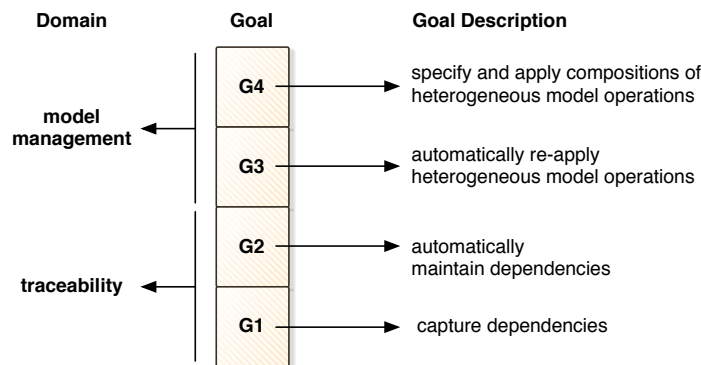 Domain Goal Goal Description
G4 specify and apply compositions of
heterogeneous model operations
model
management
G3 automatically re-apply
heterogeneous model operations
G2 automatically
maintain dependencies
traceability
G1 capture dependencies